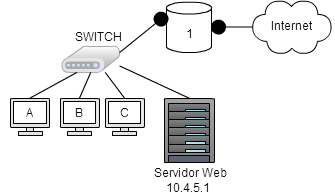 SWITCH
1
Internet
A
B
C
Servidor Web
10.4.5.1